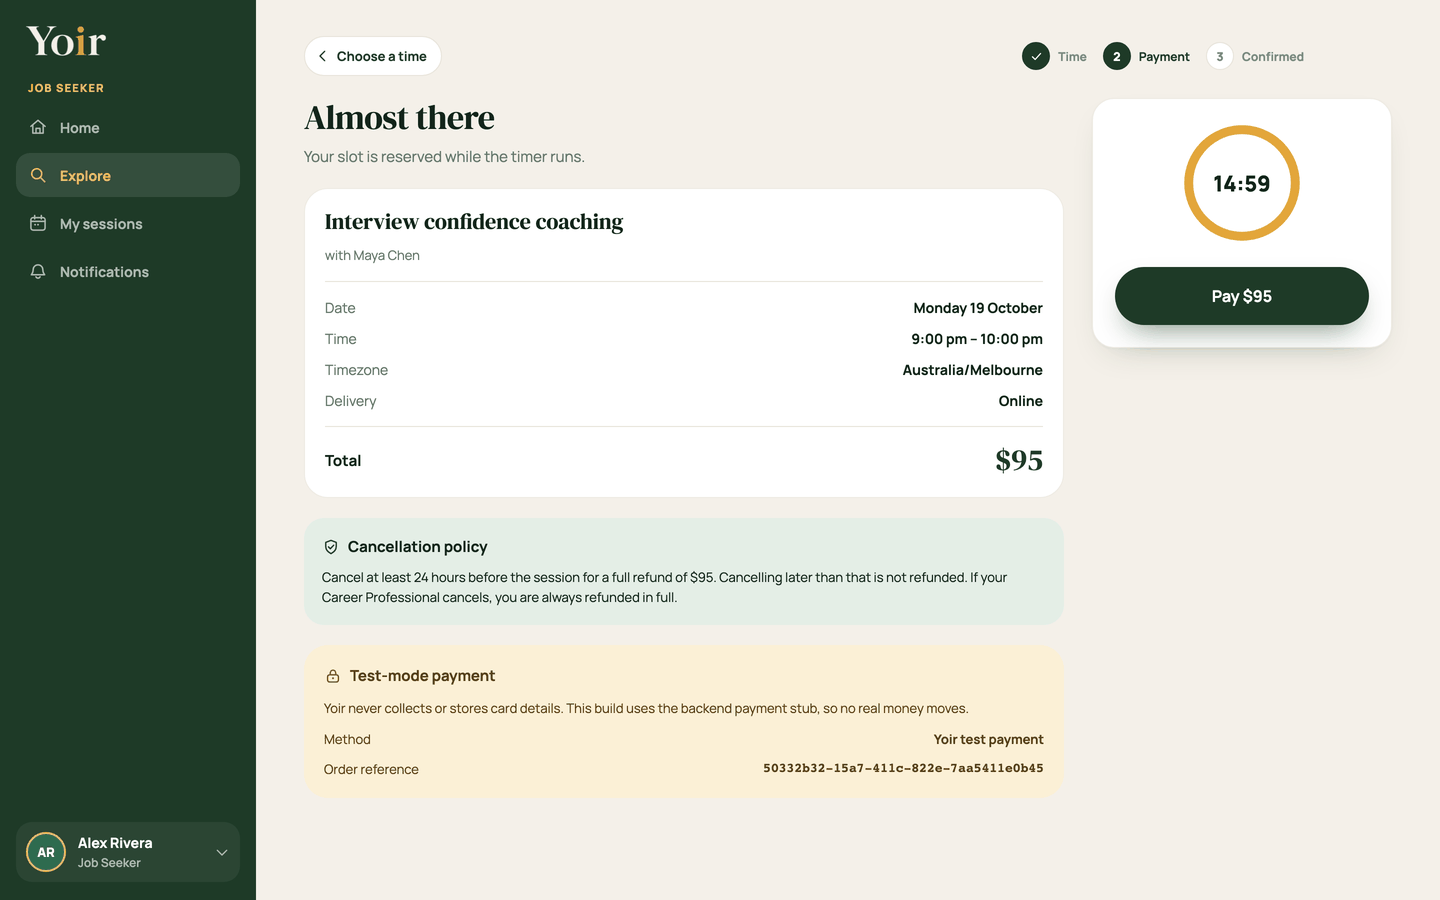 Yoir
JOB SEEKER
Home
Explore
My sessions
Notifications
AR
Alex Rivera
Job Seeker
Choose a time
Time
2 Payment
3 Confirmed
Almost there
Your slot is reserved while the timer runs.
Interview confidence coaching
with Maya Chen
Date Monday 19 October
Time 9:00 pm – 10:00 pm
Timezone Australia/Melbourne
Delivery Online
Total $95
Cancellation policy
Cancel at least 24 hours before the session for a full refund of $95. Cancelling later than that is not refunded. If your
Career Professional cancels, you are always refunded in full.
Test-mode payment
Yoir never collects or stores card details. This build uses the backend payment stub, so no real money moves.
Method Yoir test payment
Order reference 50332b32-15a7-411c-822e-7aa5411e0b45
14:59
Pay $95